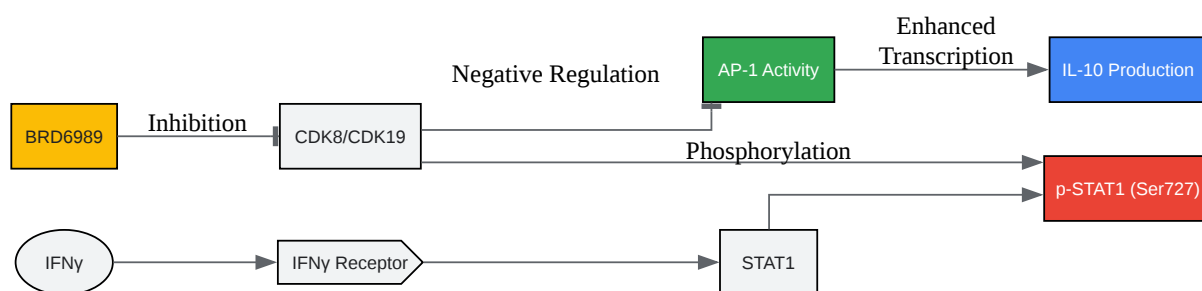 Enhanced
Transcription
Negative Regulation
AP-1 Activity
IL-10 Production
BRD6989
Inhibition
CDK8/CDK19
Phosphorylation
p-STAT1 (Ser727)
IFNγ
IFNγ Receptor
STAT1